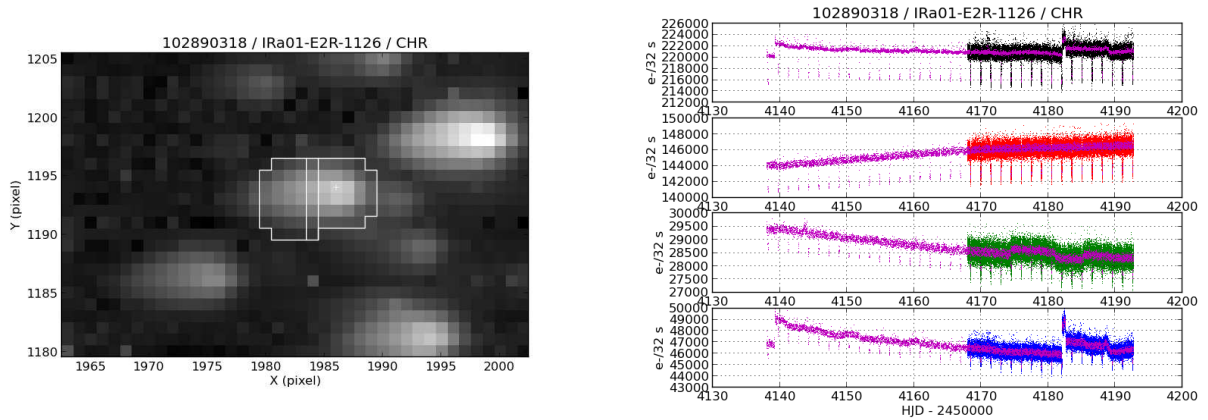 102890318 / IRa01-E2R-1126 / CHR
1205
1200
1195
1190
1185
1180
Y (pixel)
1965 1970 1975 1980 1985 1990 1995 2000
X (pixel)
102890318 / IRa01-E2R-1126 / CHR
226000
224000
222000
220000
218000
216000
214000
212000
e-/32 s
4130 4140 4150 4160 4170 4180 4190 4200
150000
148000
146000
144000
142000
140000
e-/32 s
4130 4140 4150 4160 4170 4180 4190 4200
30000
29500
29000
28500
28000
27500
27000
e-/32 s
4130 4140 4150 4160 4170 4180 4190 4200
50000
49000
48000
47000
46000
45000
44000
43000
e-/32 s
4130 4140 4150 4160 4170 4180 4190 4200
HJD - 2450000